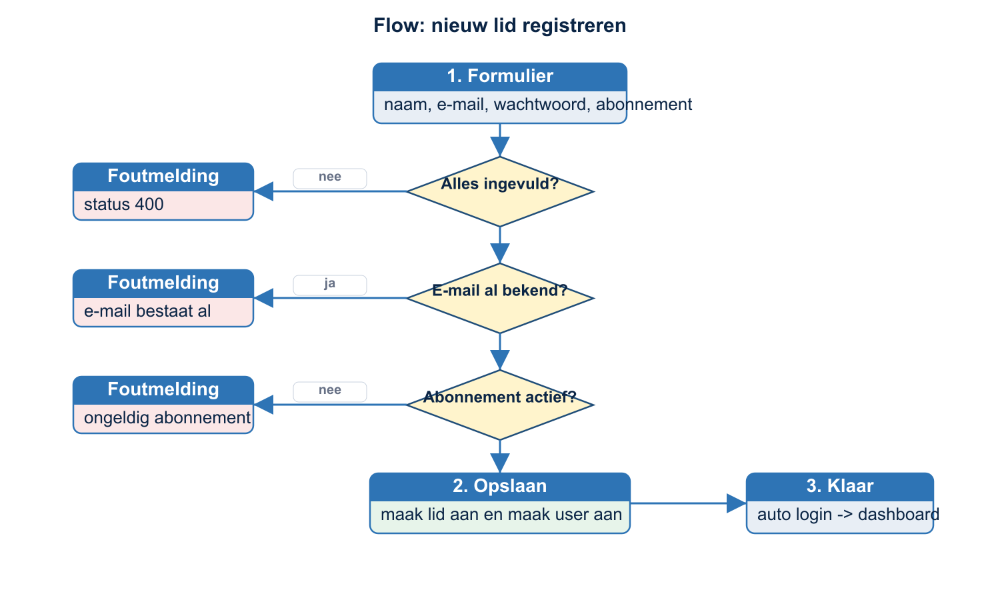 Flow: nieuw lid registreren
1. Formulier
naam, e-mail, wachtwoord, abonnement
Alles ingevuld?
nee
Foutmelding
status 400
E-mail al bekend?
ja
Foutmelding
e-mail bestaat al
Abonnement actief?
nee
Foutmelding
ongeldig abonnement
2. Opslaan
maak lid aan en maak user aan
3. Klaar
auto login -> dashboard